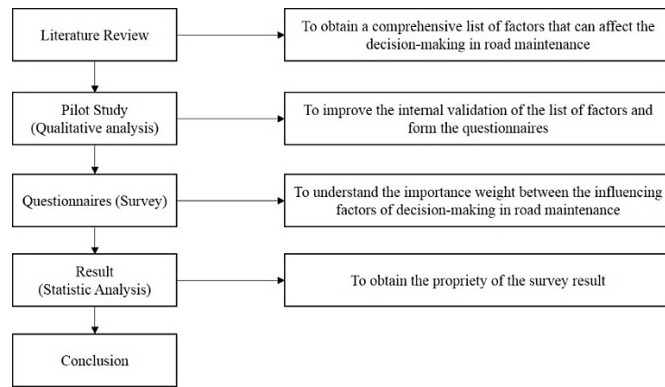 Literature Review
To obtain a comprehensive list of factors that can affect the
decision-making in road maintenance
Pilot Study
(Qualitative analysis)
To improve the internal validation of the list of factors and
form the questionnaires
Questionnaires (Survey)
To understand the importance weight between the influencing
factors of decision-making in road maintenance
Result
(Statistic Analysis)
To obtain the propriety of the survey result
Conclusion